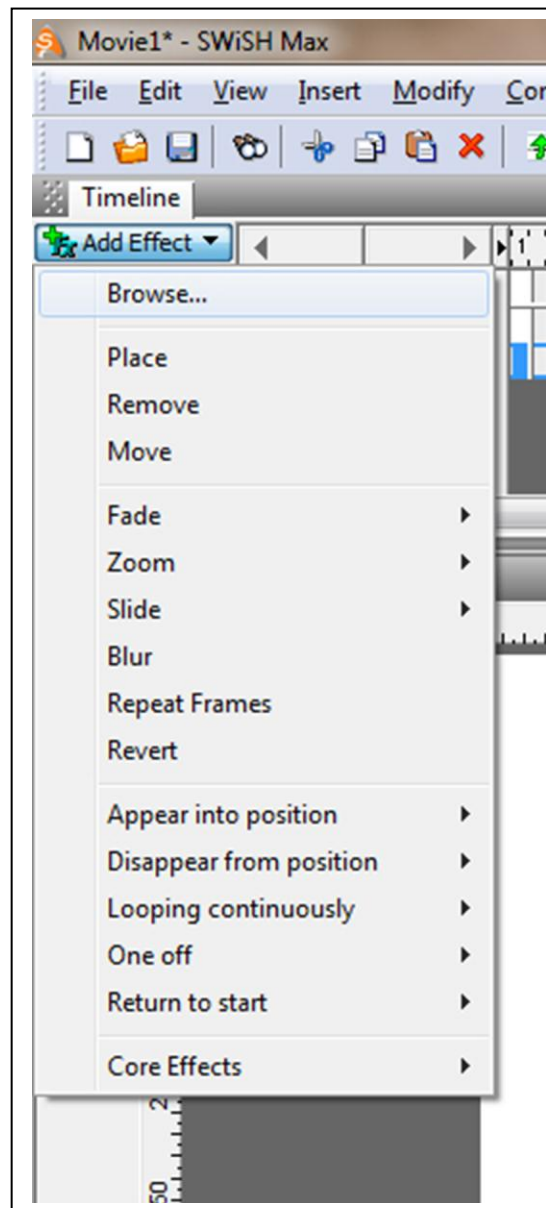 Movie1* - SWiSH Max
File Edit View Insert Modify
Timeline
Add Effect
1
Browse...
Place
Remove
Move
Fade
Zoom
Slide
Blur
Repeat Frames
Revert
Appear into position
Disappear from position
Looping continuously
One off
Return to start
Core Effects